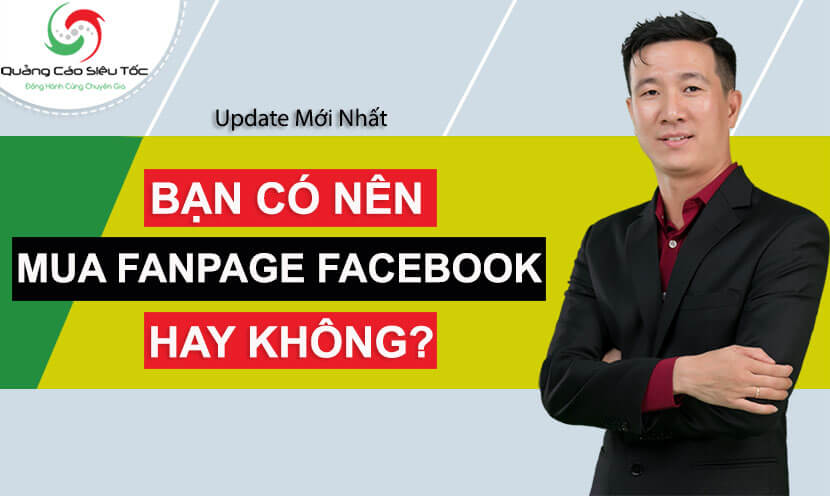 Quảng Cáo Siêu Tốc
Đồng Hành Cùng Chuyên Gia
Update Mới Nhất
BẠN CÓ NÊN
MUA FANPAGE FACEBOOK
HAY KHÔNG?